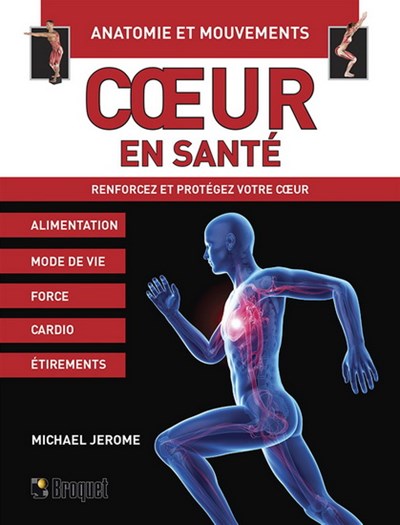 ANATOMIE ET MOUVEMENTS
CŒUR
EN SANTÉ
RENFORCEZ ET PROTÉGEZ VOTRE CŒUR
ALIMENTATION
MODE DE VIE
FORCE
CARDIO
ÉTIREMENTS
MICHAEL JEROME
Broquet